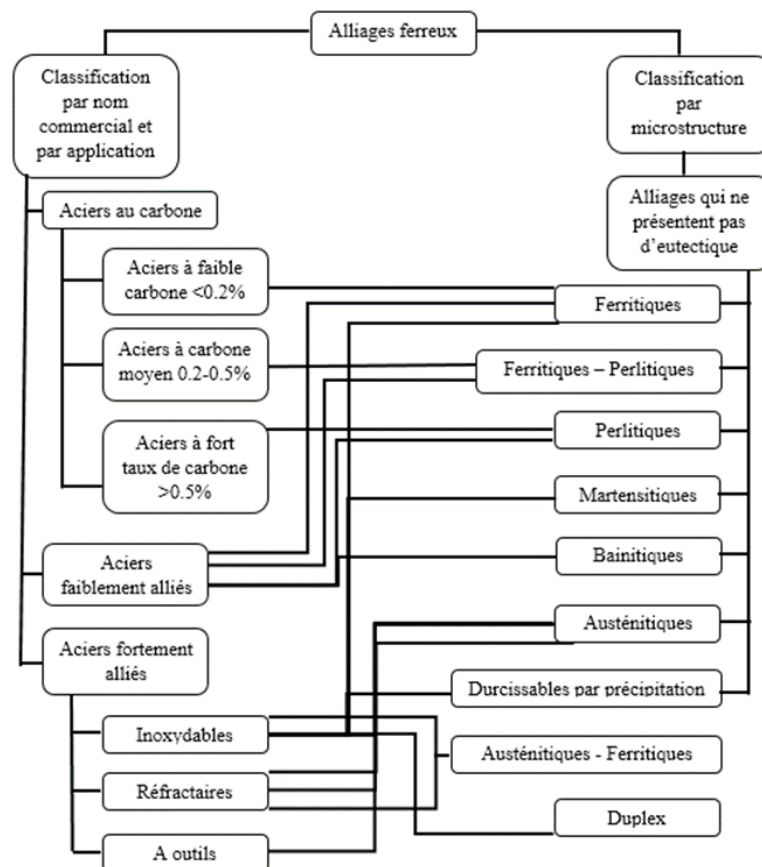 Alliages ferreux
Classification
par nom
commercial et
par application
Classification
par
microstructure
Alliages qui ne
présentent pas
d’eutectique
Aciers au carbone
Aciers à faible
carbone <0.2%
Ferritiques
Aciers à carbone
moyen 0.2-0.5%
Ferritiques – Perlitiques
Aciers à fort
taux de carbone
>0.5%
Perlitiques
Martensitiques
Aciers
faiblement alliés
Bainitiques
Austénitiques
Aciers fortement
alliés
Durcissables par précipitation
Inoxydables
Austénitiques - Ferritiques
Réfractaires
Duplex
A outils